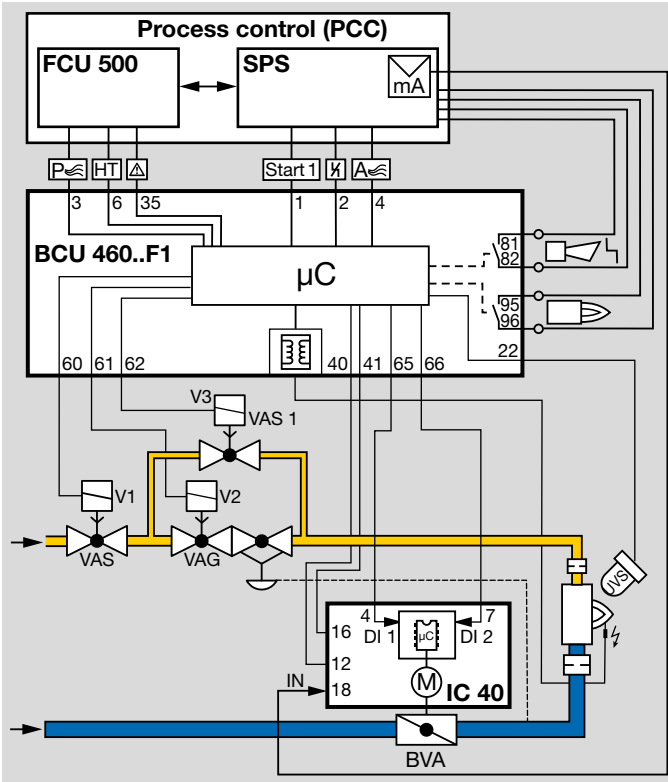 Process control (PCC)
FCU 500
SPS
mA
P
HT
Start 1
A
3
6
35
1
2
4
BCU 460..F1
µC
81
82
95
96
22
60
61
62
40
41
65
66
V3
VAS 1
V1
V2
VAS
VAG
UVS
4
7
DI 1
µC
DI 2
16
12
IN
18
M
IC 40
BVA